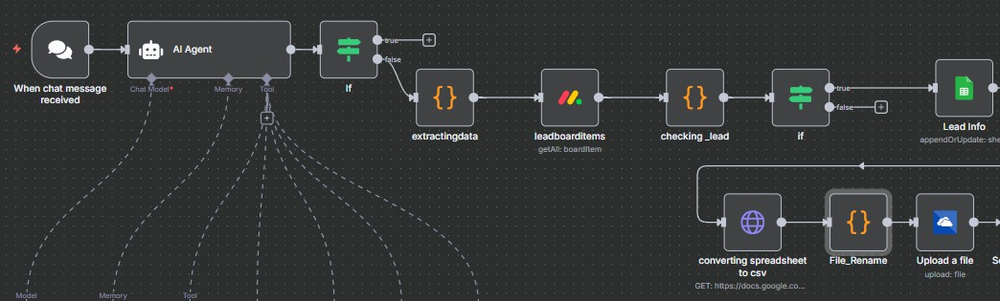 true
AI Agent
false
Chat Model*
Memory
Tool
When chat message
received
If
true
false
extractingdata
leadboarditems
getAll: boardItem
checking _lead
if
Lead Info
appendOrUpdate: she
converting spreadsheet
to csv
GET: https://docs.google.co...
File_Rename
Upload a file
upload: file
Model
Memory
Tool